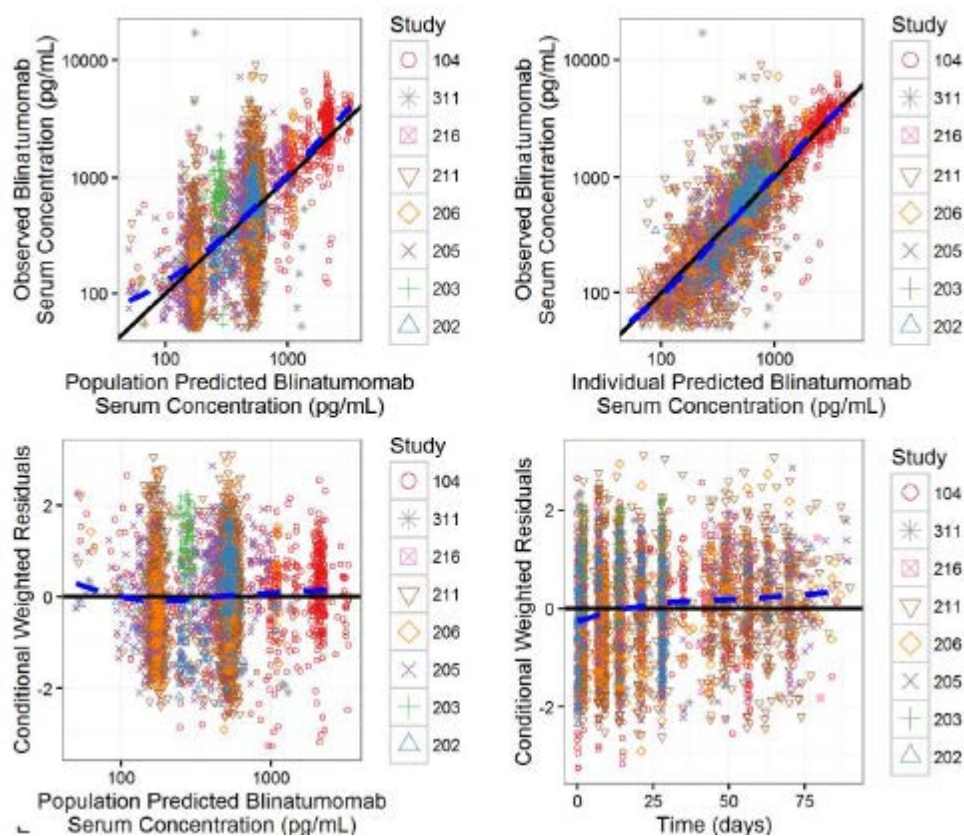 Study
104
311
216
211
206
205
203
202
10000
1000
100
Observed Blinatumomab
Serum Concentration (pg/mL)
100 1000
Population Predicted Blinatumomab
Serum Concentration (pg/mL)
Study
104
311
216
211
206
205
203
202
10000
1000
100
Observed Blinatumomab
Serum Concentration (pg/mL)
100 1000
Individual Predicted Blinatumomab
Serum Concentration (pg/mL)
Study
104
311
216
211
206
205
203
202
2
0
-2
Conditional Weighted Residuals
100 1000
Population Predicted Blinatumomab
Serum Concentration (pg/mL)
Study
104
311
216
211
206
205
203
202
2
0
-2
Conditional Weighted Residuals
0 25 50 75
Time (days)